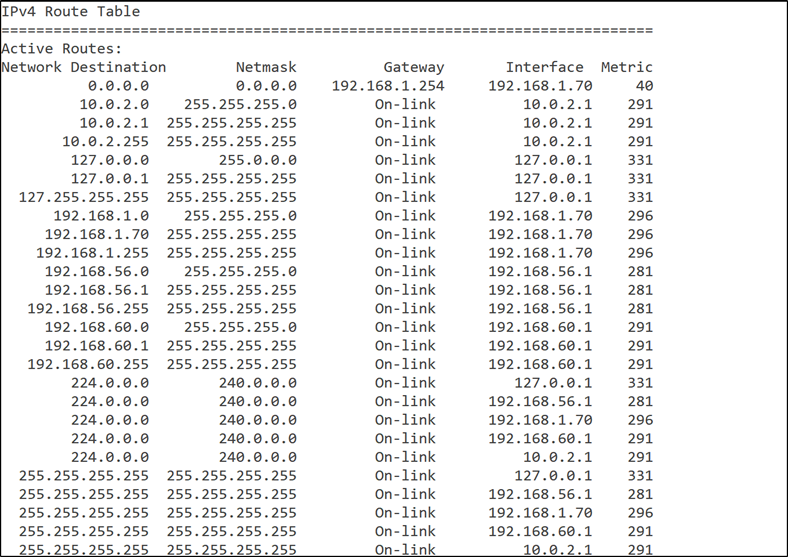 IPv4 Route Table
===========================================================================
Active Routes:
Network Destination        Netmask          Gateway       Interface  Metric
0.0.0.0          0.0.0.0    192.168.1.254     192.168.1.70     40
10.0.2.0    255.255.255.0         On-link          10.0.2.1    291
10.0.2.1  255.255.255.255         On-link          10.0.2.1    291
10.0.2.255  255.255.255.255         On-link          10.0.2.1    291
127.0.0.0        255.0.0.0         On-link         127.0.0.1    331
127.0.0.1  255.255.255.255         On-link         127.0.0.1    331
127.255.255.255  255.255.255.255         On-link         127.0.0.1    331
192.168.1.0    255.255.255.0         On-link      192.168.1.70    296
192.168.1.70  255.255.255.255         On-link      192.168.1.70    296
192.168.1.255  255.255.255.255         On-link      192.168.1.70    296
192.168.56.0    255.255.255.0         On-link      192.168.56.1    281
192.168.56.1  255.255.255.255         On-link      192.168.56.1    281
192.168.56.255  255.255.255.255         On-link      192.168.56.1    281
192.168.60.0    255.255.255.0         On-link      192.168.60.1    291
192.168.60.1  255.255.255.255         On-link      192.168.60.1    291
192.168.60.255  255.255.255.255         On-link      192.168.60.1    291
224.0.0.0        240.0.0.0         On-link         127.0.0.1    331
224.0.0.0        240.0.0.0         On-link      192.168.56.1    281
224.0.0.0        240.0.0.0         On-link      192.168.1.70    296
224.0.0.0        240.0.0.0         On-link      192.168.60.1    291
224.0.0.0        240.0.0.0         On-link          10.0.2.1    291
255.255.255.255  255.255.255.255         On-link         127.0.0.1    331
255.255.255.255  255.255.255.255         On-link      192.168.56.1    281
255.255.255.255  255.255.255.255         On-link      192.168.1.70    296
255.255.255.255  255.255.255.255         On-link      192.168.60.1    291
255.255.255.255  255.255.255.255         On-link          10.0.2.1    291